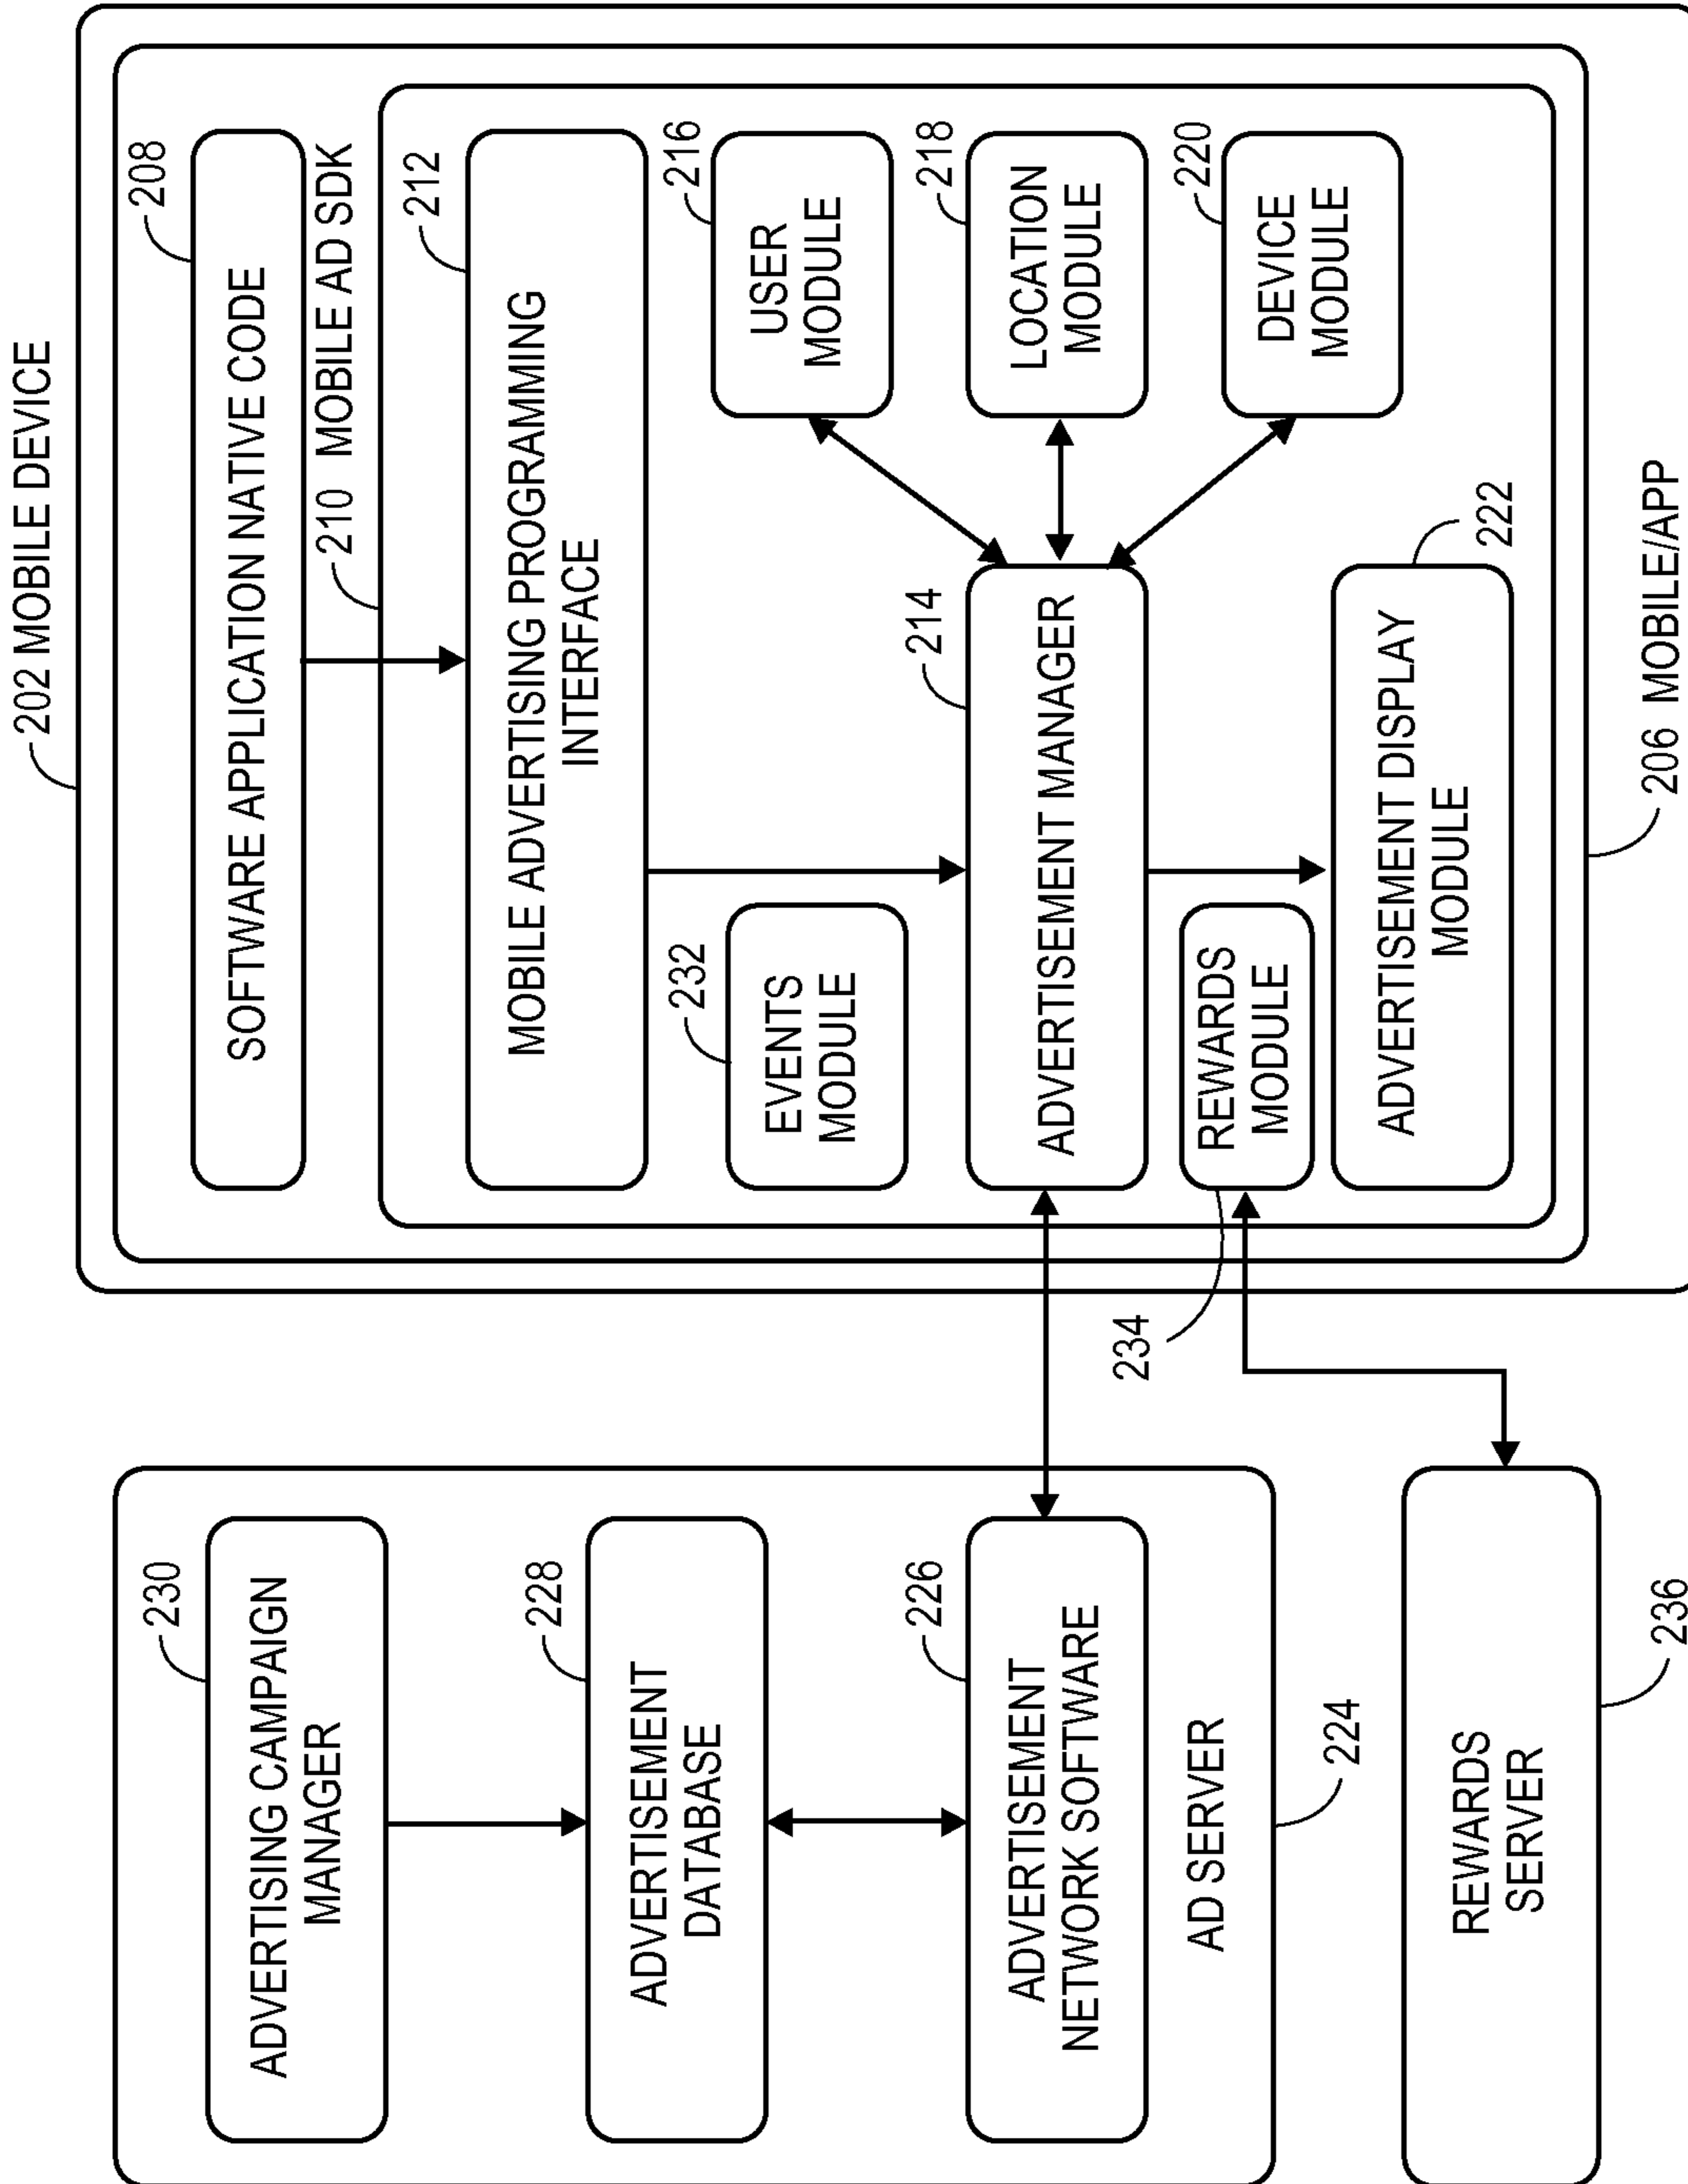 230
ADVERTISING CAMPAIGN
MANAGER
228
ADVERTISEMENT
DATABASE
226
ADVERTISEMENT
NETWORK SOFTWARE
AD SERVER
224
REWARDS
SERVER
236
202 MOBILE DEVICE
208
SOFTWARE APPLICATION NATIVE CODE
210 MOBILE AD SDK
212
MOBILE ADVERTISING PROGRAMMING
INTERFACE
232
EVENTS
MODULE
216
USER
MODULE
214
ADVERTISEMENT MANAGER
218
LOCATION
MODULE
220
DEVICE
MODULE
234
REWARDS
MODULE
222
ADVERTISEMENT DISPLAY
MODULE
206 MOBILE/APP